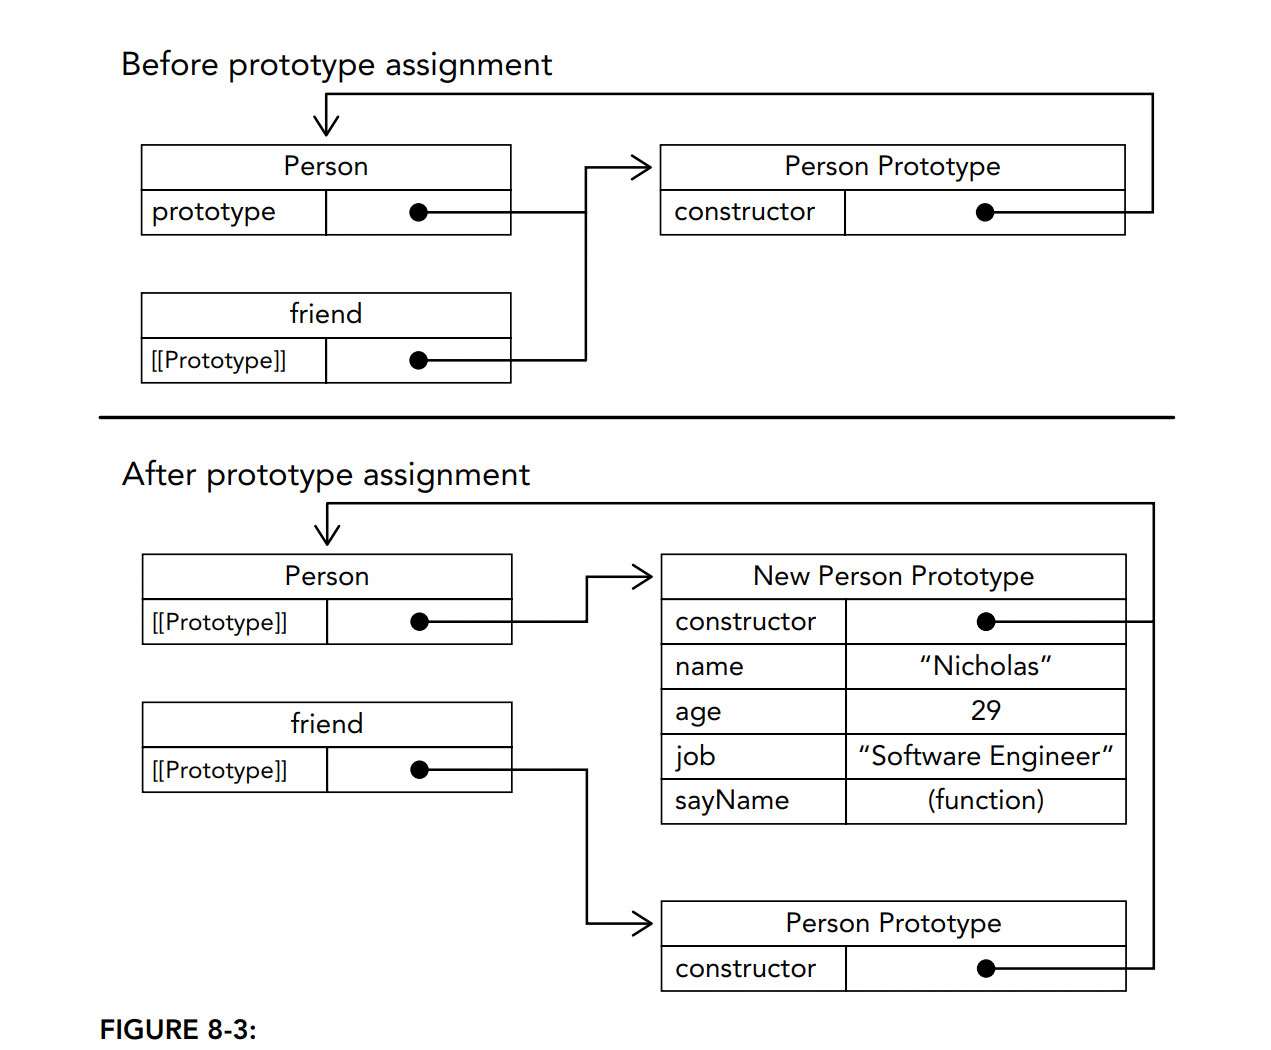 Before prototype assignment
Person
prototype
Person Prototype
constructor
friend
[[Prototype]]
After prototype assignment
Person
[[Prototype]]
New Person Prototype
constructor
name “Nicholas”
age 29
job “Software Engineer”
sayName (function)
friend
[[Prototype]]
Person Prototype
constructor
FIGURE 8-3: